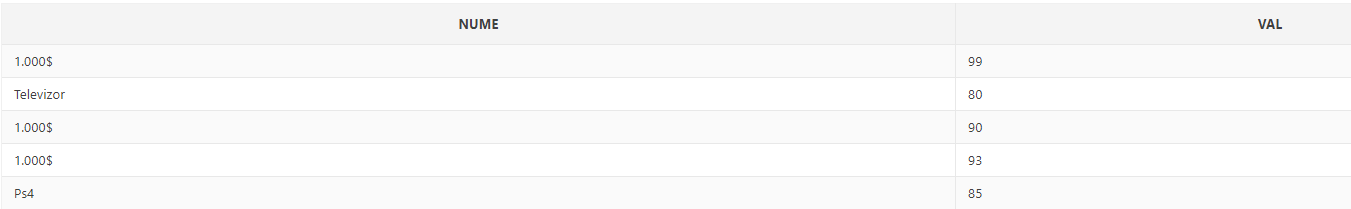 NUME VAL
1.000$ 99
Televizor 80
1.000$ 90
1.000$ 93
Ps4 85